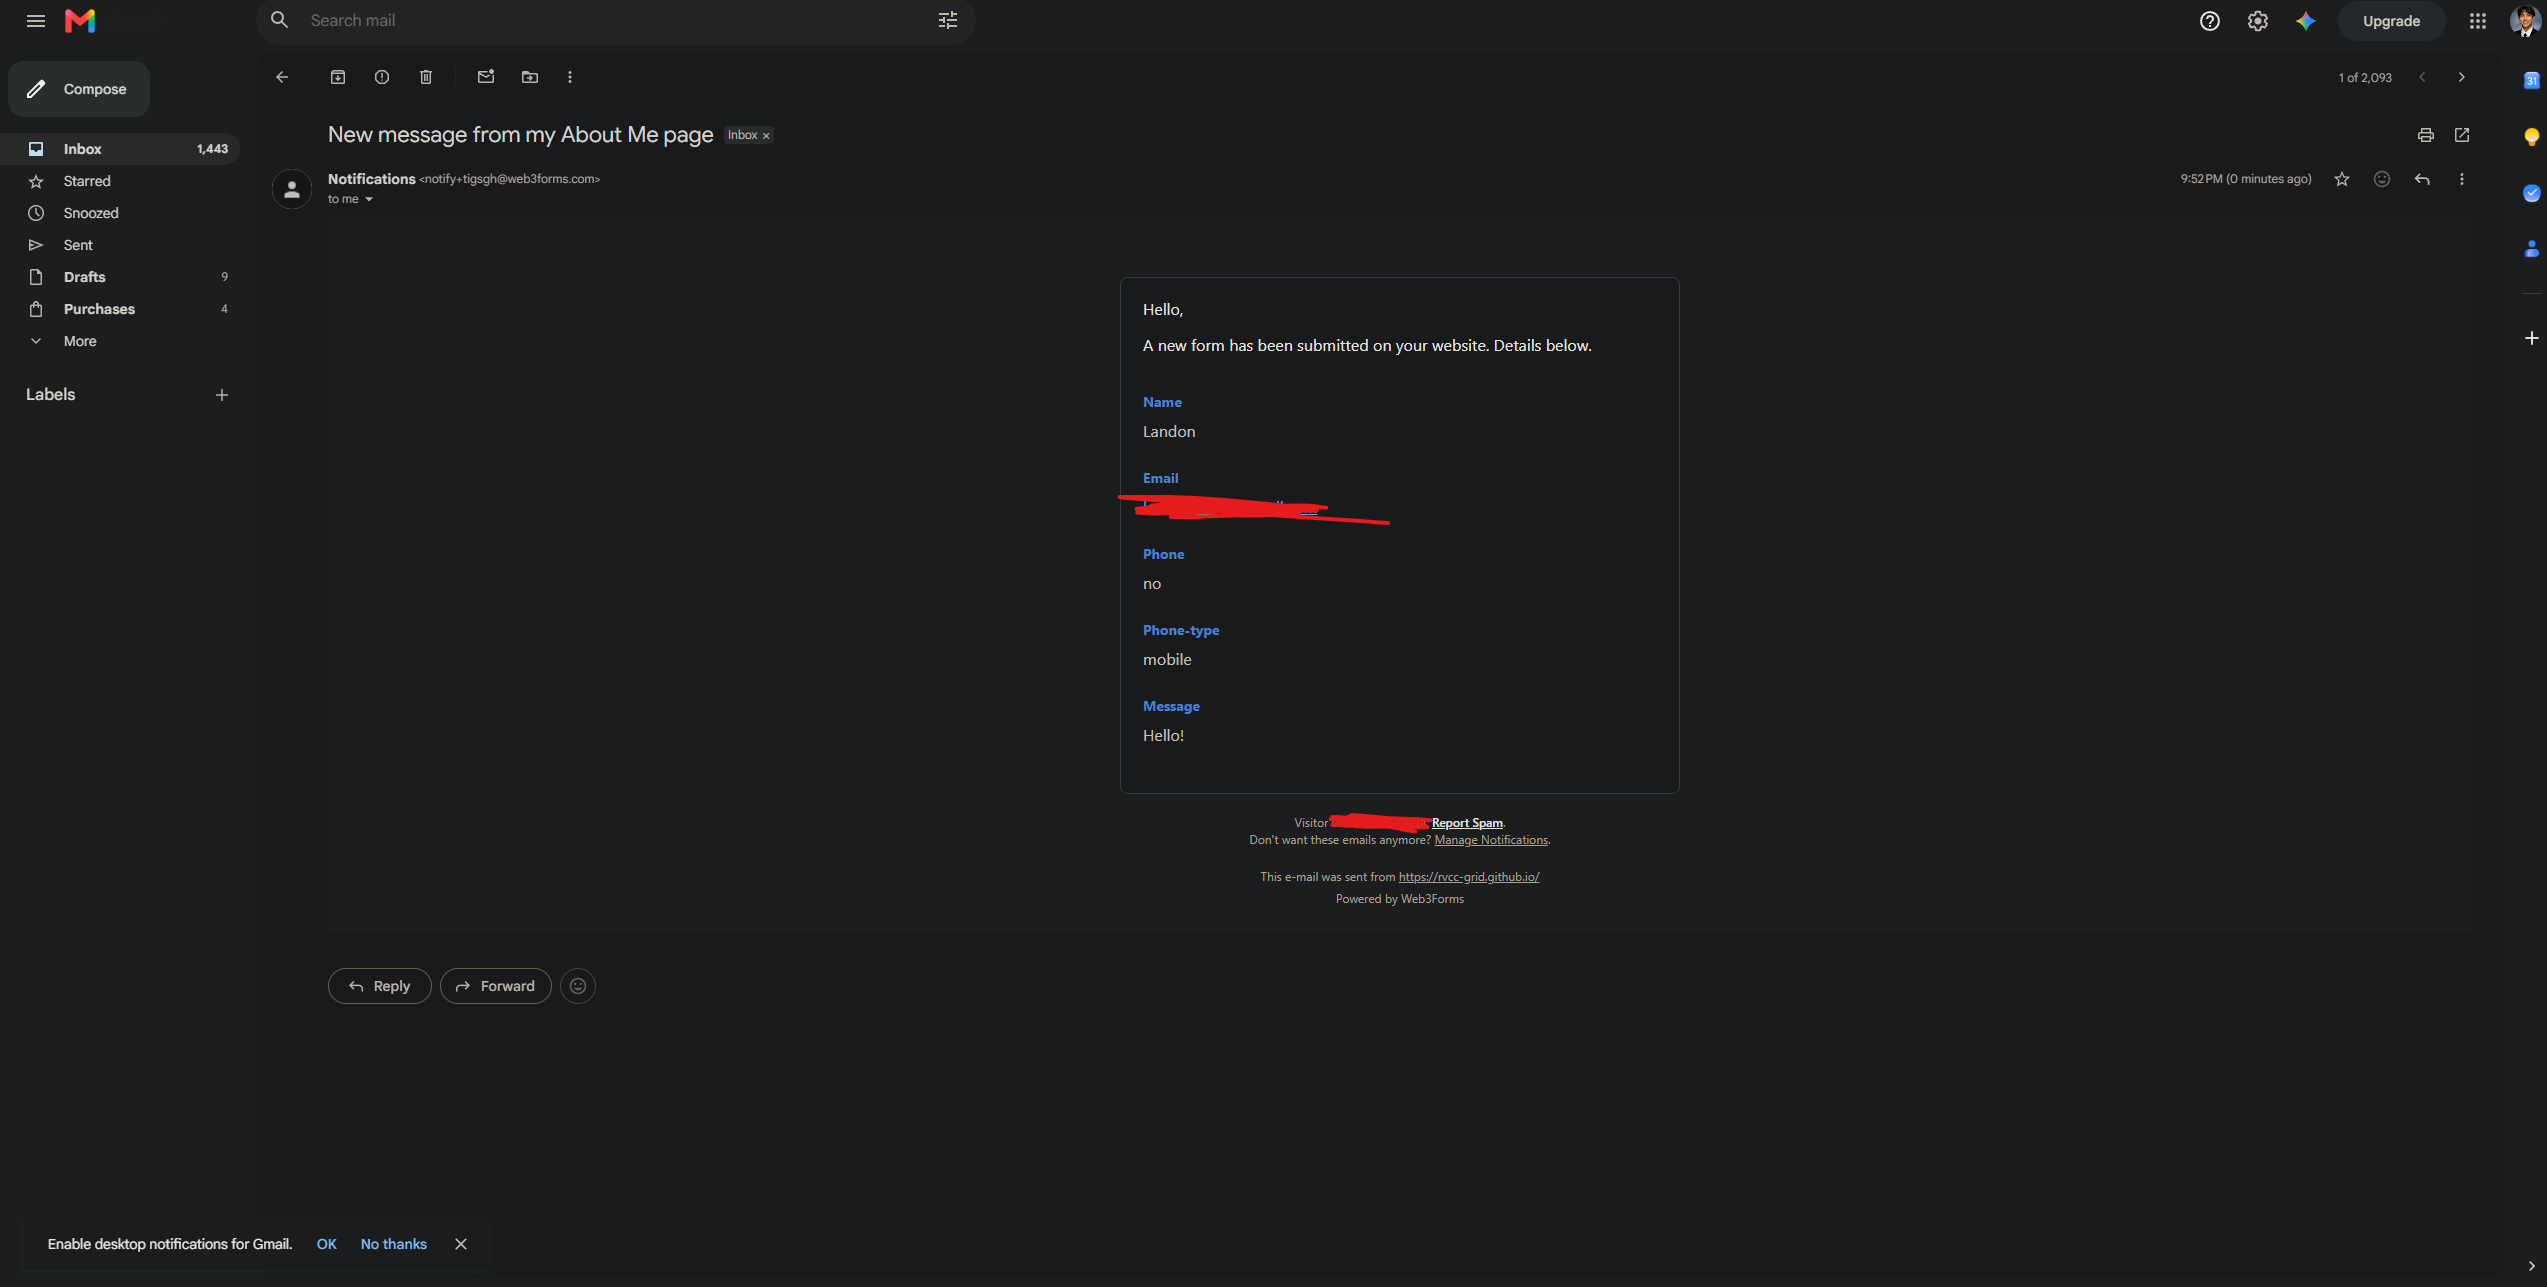 Search mail
Upgrade
Compose
1 of 2,093
31
New message from my About Me page Inbox ×
Inbox 1,443
Starred
Snoozed
Sent
Drafts 9
Purchases 4
More
Labels
Notifications <notify+tigsgh@web3forms.com>
9:52 PM (0 minutes ago)
to me
Hello,
A new form has been submitted on your website. Details below.
Name
Landon
Email
Phone
no
Phone-type
mobile
Message
Hello!
Visitor Report Spam.
Don't want these emails anymore? Manage Notifications.
This e-mail was sent from https://rvcc-grid.github.io/
Powered by Web3Forms
Reply
Forward
Enable desktop notifications for Gmail. OK No thanks